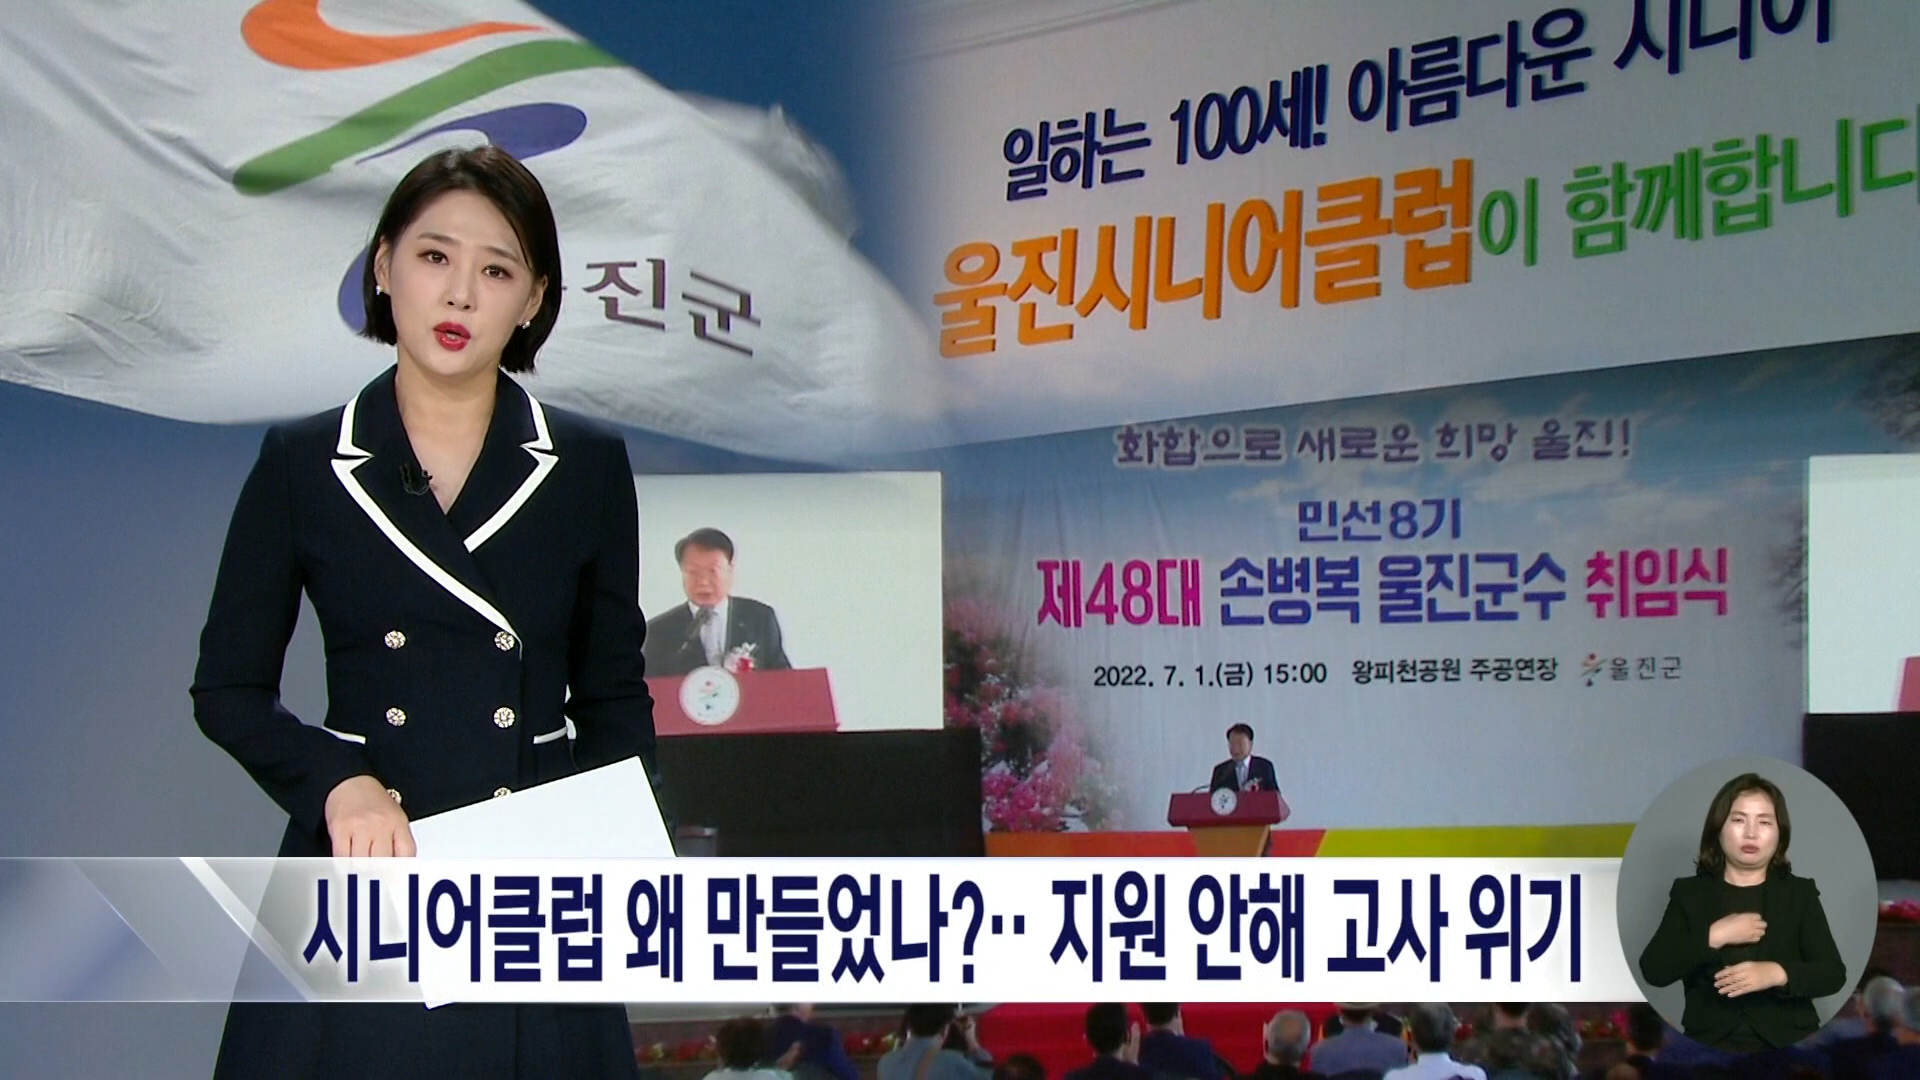 진군
일하는 100세! 아름다운 시니어
울진시니어클럽이 함께합니다
화합으로 새로운 희망 울진!
민선8기
제48대 손병복 울진군수 취임식
2022. 7. 1.(금) 15:00 왕피천공원 주공연장 울진군
시니어클럽 왜 만들었나?·· 지원 안해 고사 위기